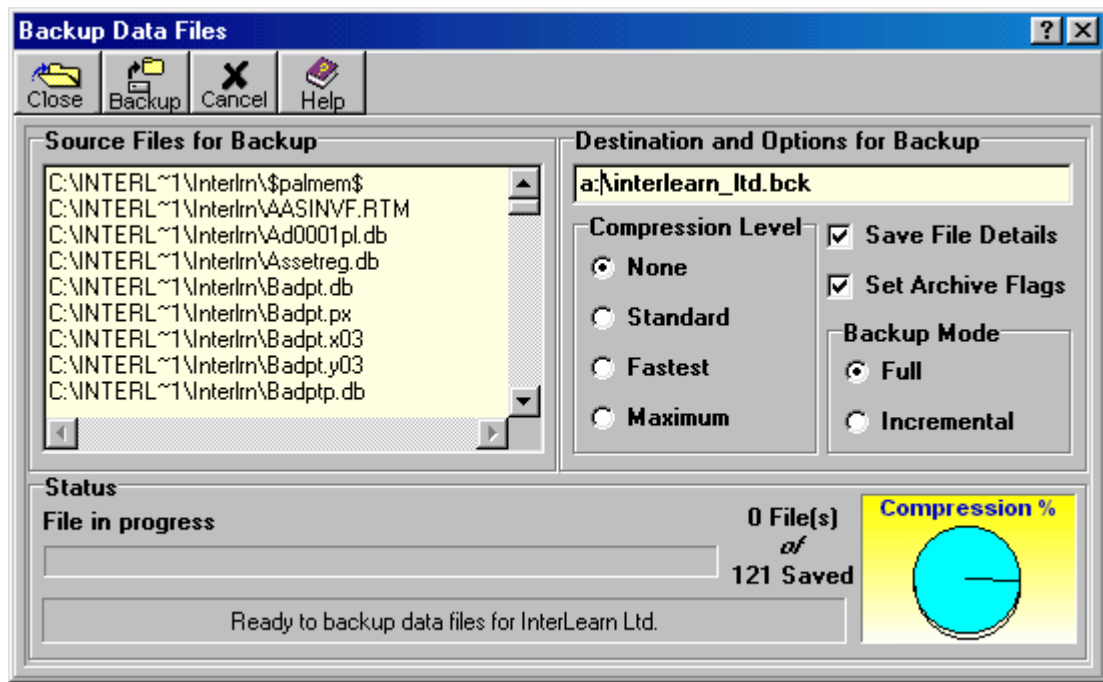 Backup Data Files
Close Backup Cancel Help
Source Files for Backup
C:\INTERL~1\Interlrn\$palmem$
C:\INTERL~1\Interlrn\AASINVF.RTM
C:\INTERL~1\Interlrn\Ad0001pl.db
C:\INTERL~1\Interlrn\Assetreg.db
C:\INTERL~1\Interlrn\Badpt.db
C:\INTERL~1\Interlrn\Badpt.px
C:\INTERL~1\Interlrn\Badpt.x03
C:\INTERL~1\Interlrn\Badpt.y03
C:\INTERL~1\Interlrn\Badptp.db
Destination and Options for Backup
a:\interlearn_ltd.bck
Compression Level
None
Standard
Fastest
Maximum
Save File Details
Set Archive Flags
Backup Mode
Full
Incremental
Status
File in progress
0 File(s)
of
121 Saved
Ready to backup data files for InterLearn Ltd.
Compression %